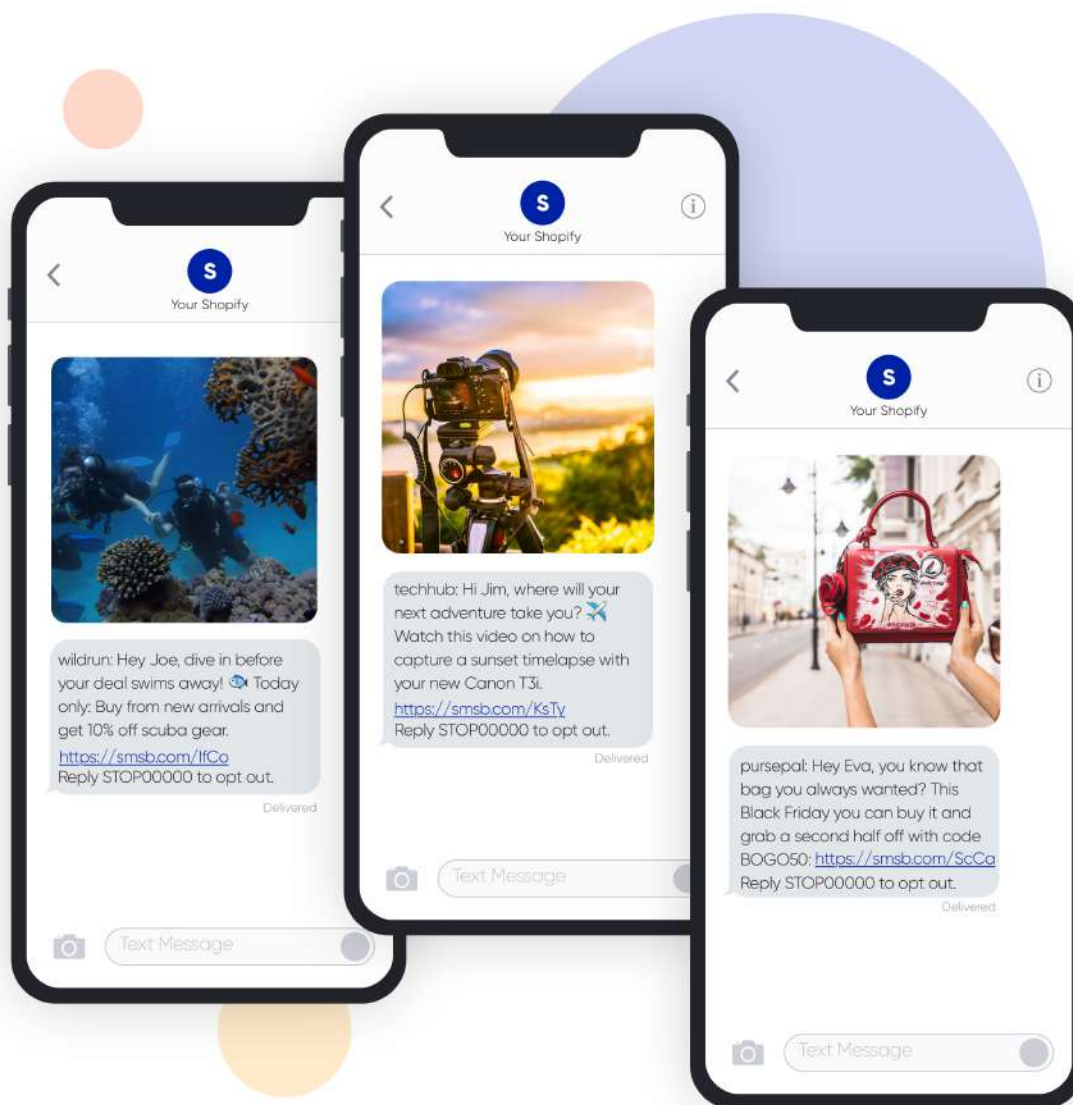 S
Your Shopify
wildrun: Hey Joe, dive in before
your deal swims away! 🐟 Today
only: Buy from new arrivals and
get 10% off scuba gear.
https://smsb.com/IfCo
Reply STOP00000 to opt out.
Delivered
Text Message
S
Your Shopify
techhub: Hi Jim, where will your
next adventure take you? ✈️
Watch this video on how to
capture a sunset timelapse with
your new Canon T3i.
https://smsb.com/KsTy
Reply STOP00000 to opt out.
Delivered
Text Message
S
Your Shopify
pursepal: Hey Eva, you know that
bag you always wanted? This
Black Friday you can buy it and
grab a second half off with code
BOGO50: https://smsb.com/ScCa
Reply STOP00000 to opt out.
Delivered
Text Message